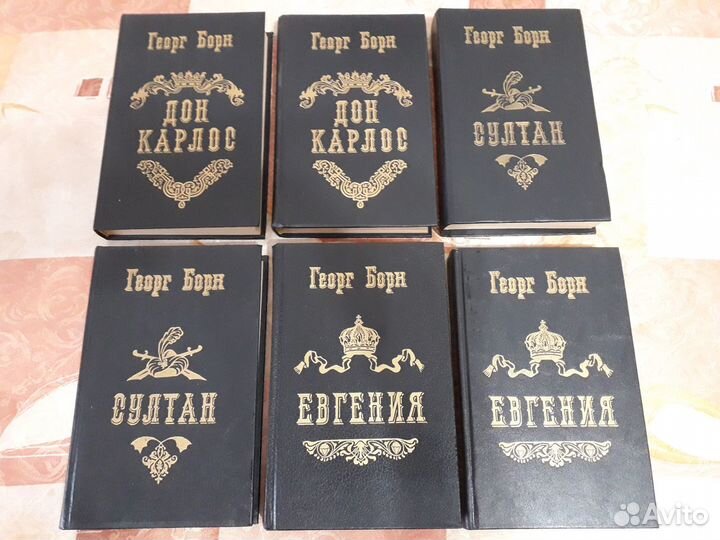 Георг Борн
ДОН
КАРЛОС
Георг Борн
ДОН
КАРЛОС
Георг Борн
СУЛТАН
Георг Борн
СУЛТАН
Георг Борн
ЕВГЕНИЯ
Георг Борн
ЕВГЕНИЯ
Avito